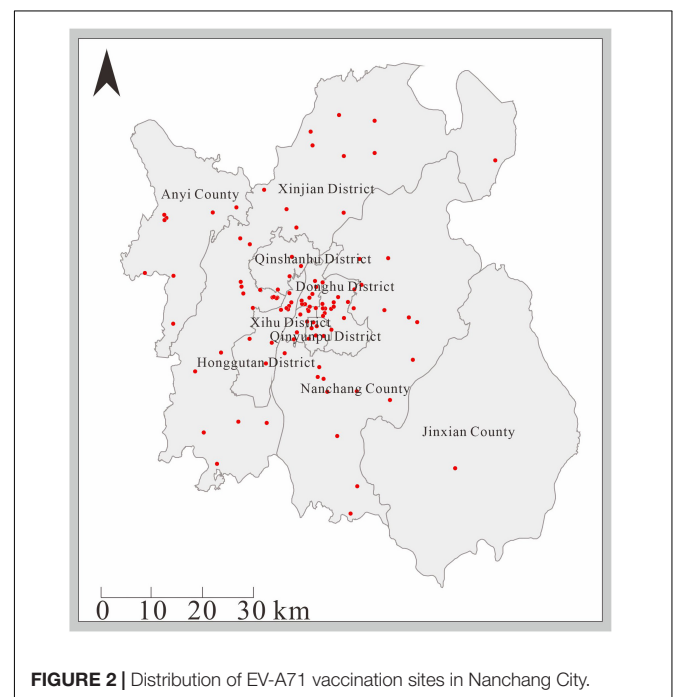 Anyi County
Xinjian District
Qinshanhu District
Donghu District
Xihu District
Qinyunpu District
Honggutan District
Nanchang County
Jinxian County
0 10 20 30 km
FIGURE 2 | Distribution of EV-A71 vaccination sites in Nanchang City.